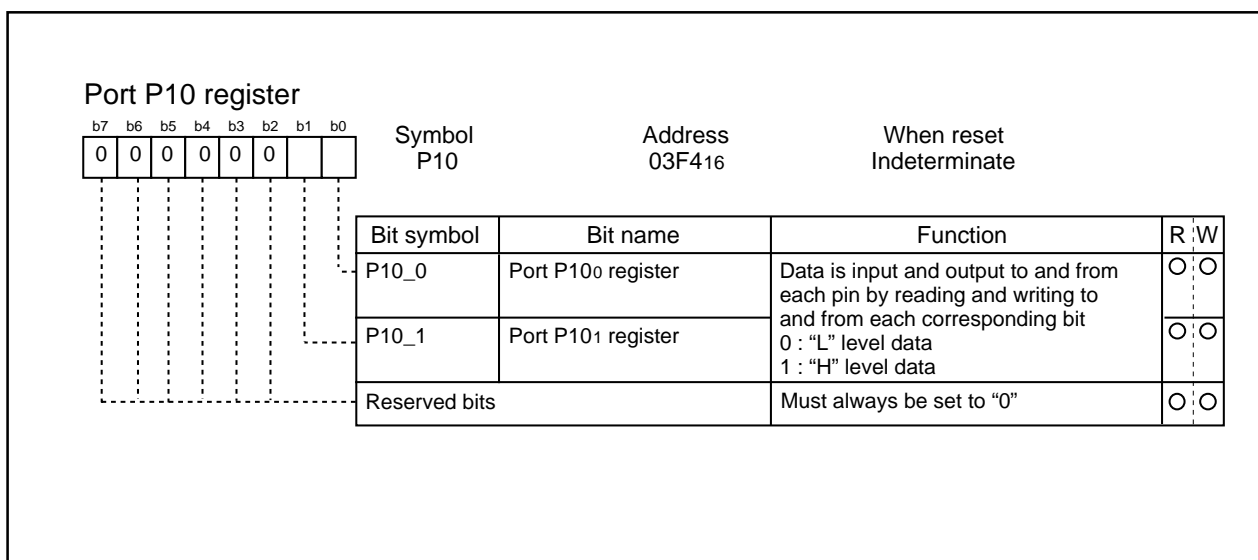 Port P10 register
b7 b6 b5 b4 b3 b2 b1 b0
Symbol Address When reset
0 0 0 0 0 0 P10 03F416 Indeterminate
Bit symbol Bit name Function R W
P10_0 Port P100 register Data is input and output to and from
each pin by reading and writing to
and from each corresponding bit
P10_1 Port P101 register 0 : “L” level data
1 : “H” level data
Reserved bits Must always be set to “0”